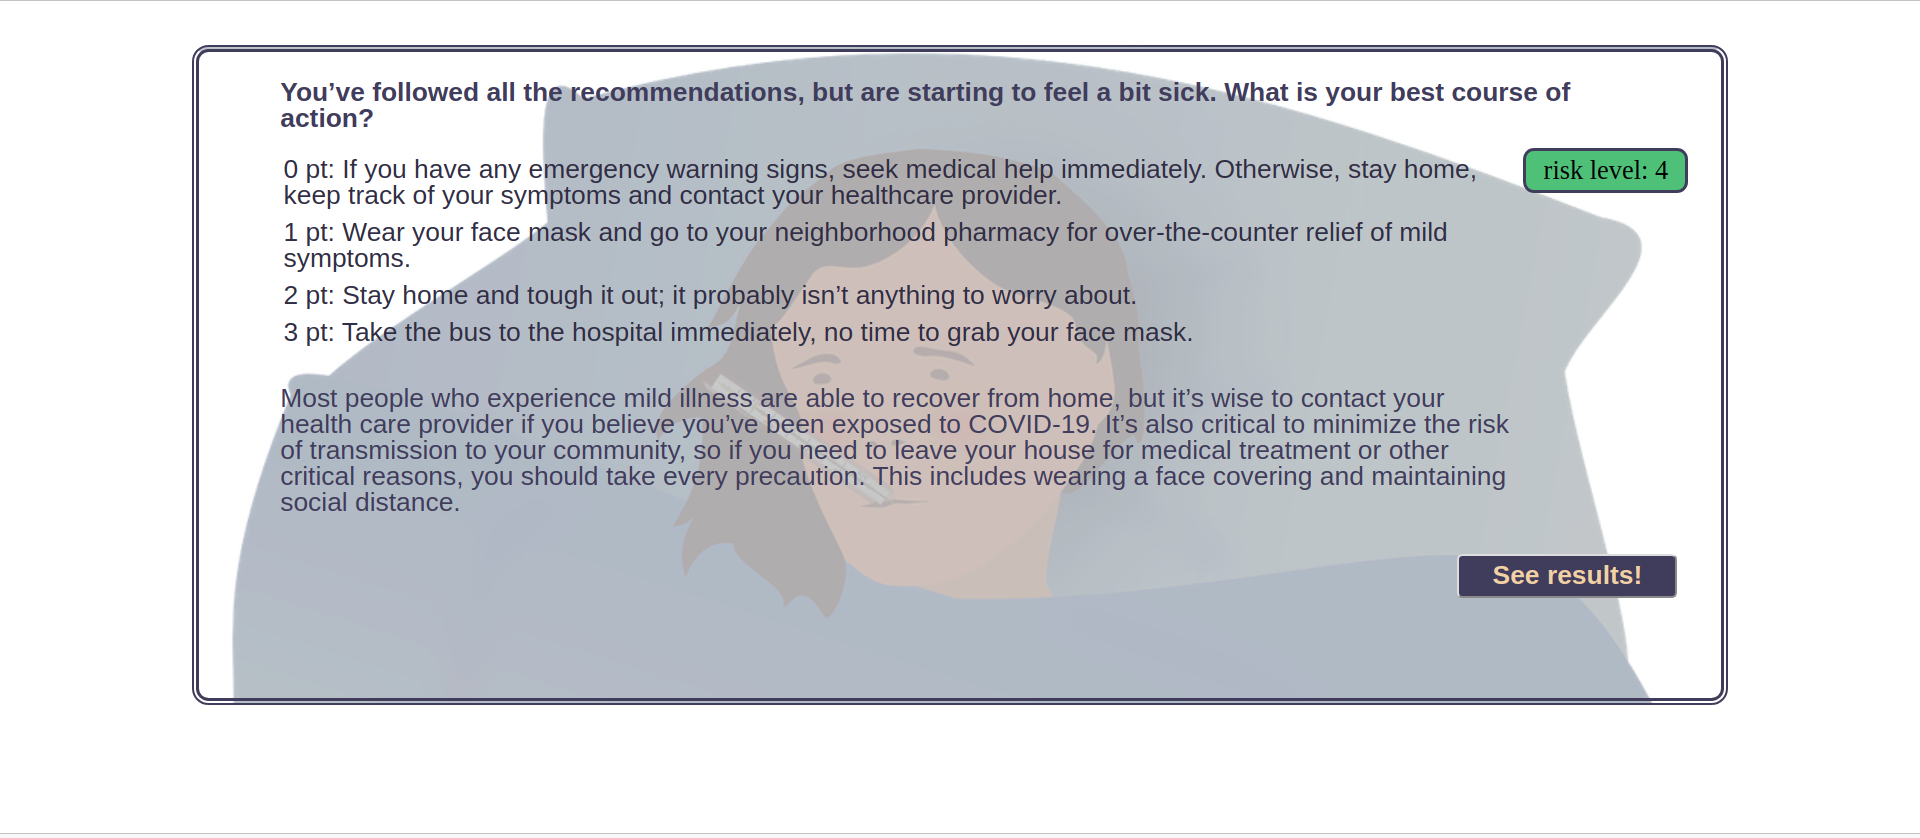 You’ve followed all the recommendations, but are starting to feel a bit sick. What is your best course of
action?
0 pt: If you have any emergency warning signs, seek medical help immediately. Otherwise, stay home,
keep track of your symptoms and contact your healthcare provider.
risk level: 4
1 pt: Wear your face mask and go to your neighborhood pharmacy for over-the-counter relief of mild
symptoms.
2 pt: Stay home and tough it out; it probably isn’t anything to worry about.
3 pt: Take the bus to the hospital immediately, no time to grab your face mask.
Most people who experience mild illness are able to recover from home, but it’s wise to contact your
health care provider if you believe you’ve been exposed to COVID-19. It’s also critical to minimize the risk
of transmission to your community, so if you need to leave your house for medical treatment or other
critical reasons, you should take every precaution. This includes wearing a face covering and maintaining
social distance.
See results!